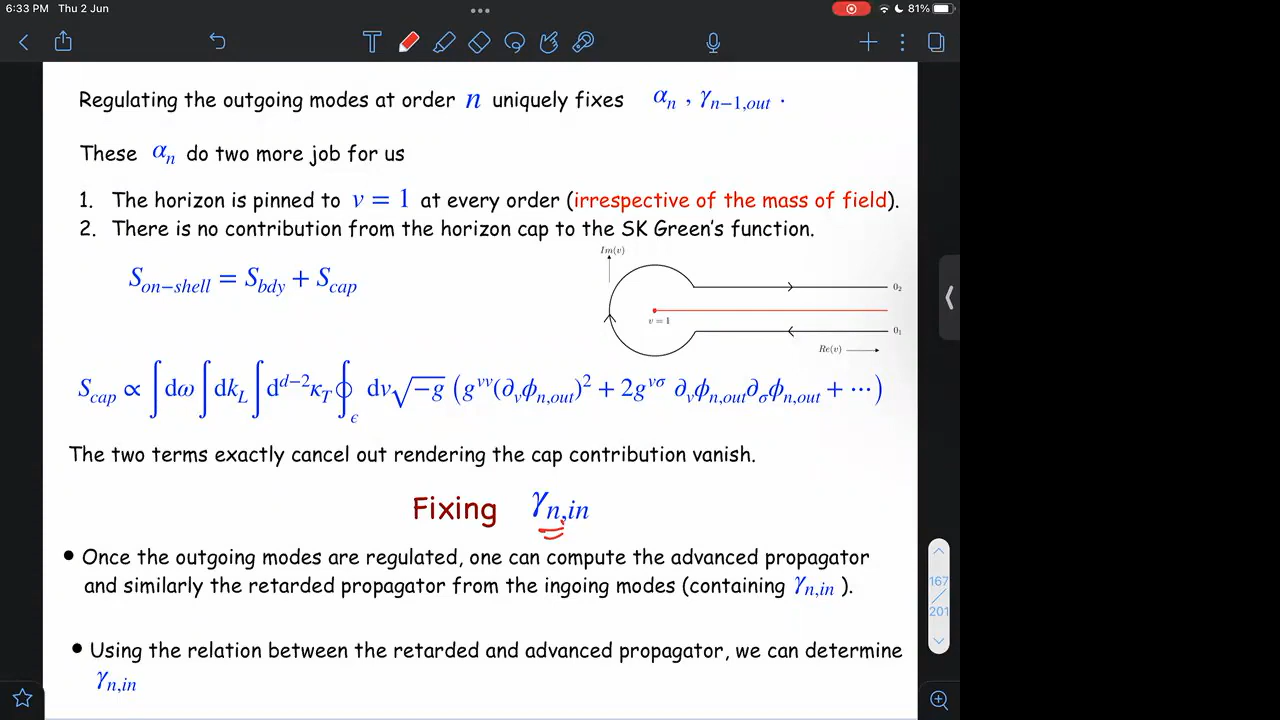 6:33 PM Thu 2 Jun
81%
T
Regulating the outgoing modes at order n uniquely fixes αₙ , γₙ₋₁,out .
These αₙ do two more job for us
1. The horizon is pinned to v = 1 at every order (irrespective of the mass of field).
2. There is no contribution from the horizon cap to the SK Green's function.
S_{on−shell} = S_{bdy} + S_{cap}
Im(v)
0₂
v = 1
0₁
Re(v)
S_{cap} ∝ ∫ dω ∫ dk_L ∫ d^{d−2}κ_T ∮_ϵ dv √−g ( g^{vv}(∂_vϕ_{n,out})² + 2g^{vσ} ∂_vϕ_{n,out}∂_σϕ_{n,out} + ⋯ )
The two terms exactly cancel out rendering the cap contribution vanish.
Fixing γ_{n,in}
• Once the outgoing modes are regulated, one can compute the advanced propagator
and similarly the retarded propagator from the ingoing modes (containing γ_{n,in} ).
• Using the relation between the retarded and advanced propagator, we can determine
γ_{n,in}
167
201